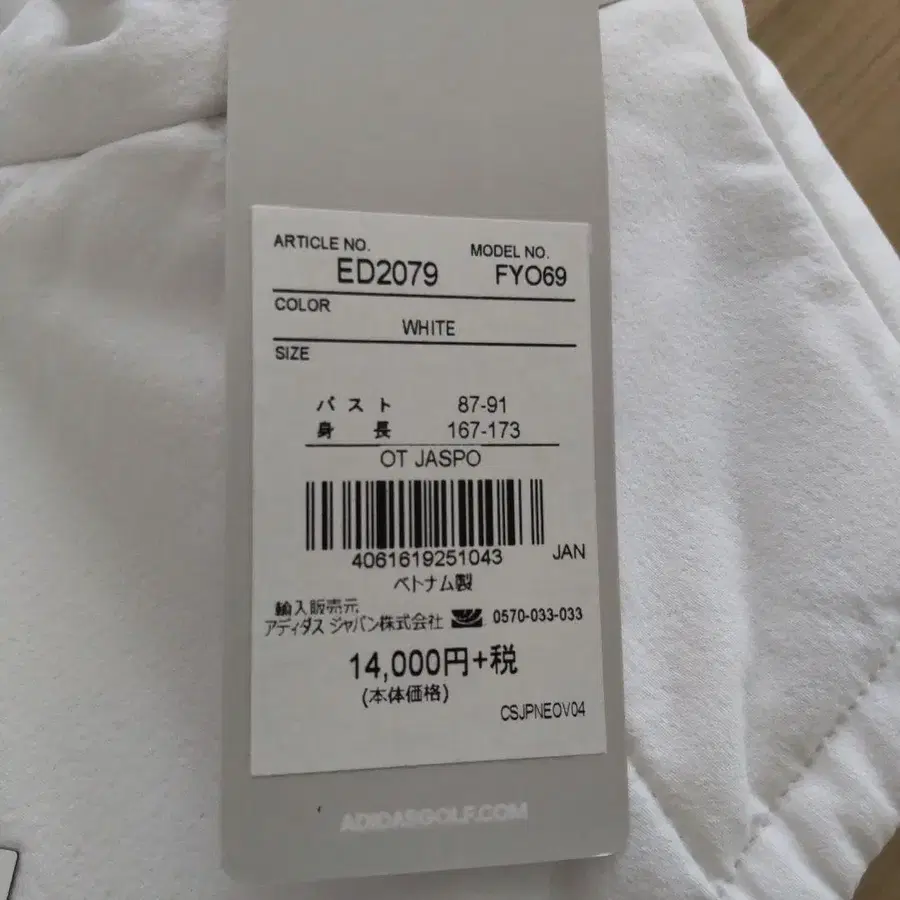 ARTICLE NO. MODEL NO.
ED2079 FYO69
COLOR
WHITE
SIZE
バスト 87-91
身長 167-173
OT JASPO
4061619251043 JAN
ベトナム製
輸入販売元
アディダス ジャパン株式会社 0570-033-033
14,000円+税
(本体価格)
CSJPNEOV04
ADIDASGOLF.COM